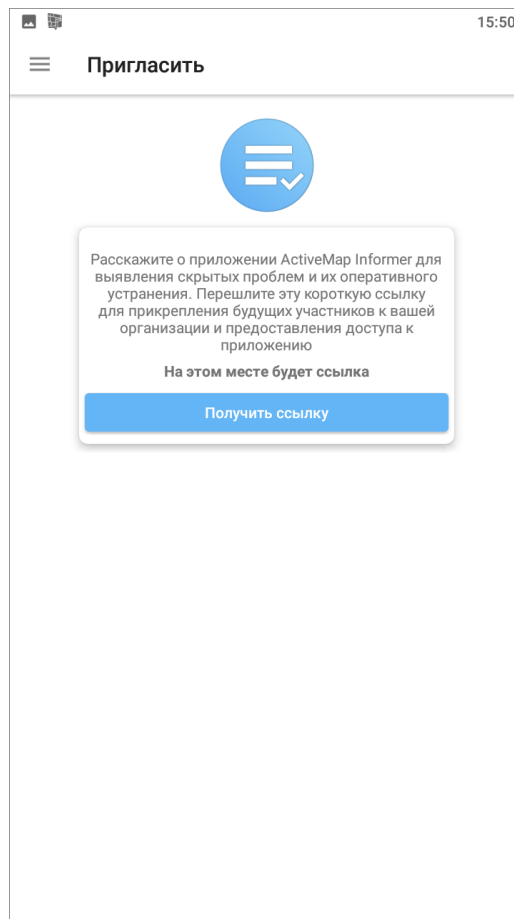 15:50
Пригласить
Расскажите о приложении ActiveMap Informer для
выявления скрытых проблем и их оперативного
устранения. Перешлите эту короткую ссылку
для прикрепления будущих участников к вашей
организации и предоставления доступа к
приложению
На этом месте будет ссылка
Получить ссылку